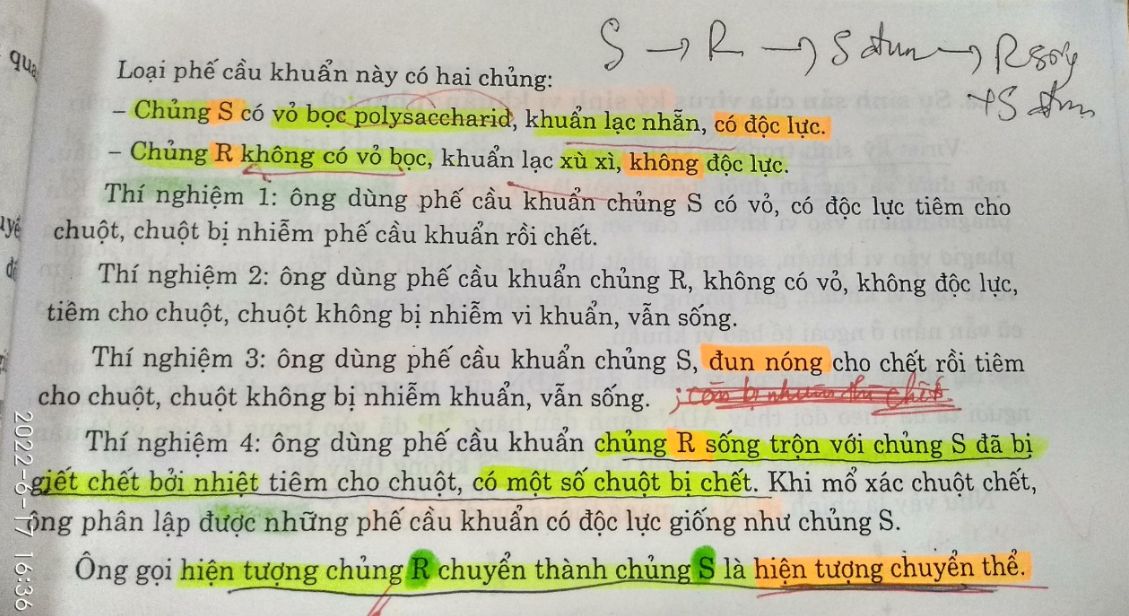 S → R → S đun → R sống
+ S đun
qua
Loại phế cầu khuẩn này có hai chủng:
– Chủng S có vỏ bọc polysaccharid, khuẩn lạc nhẵn, có độc lực.
– Chủng R không có vỏ bọc, khuẩn lạc xù xì, không độc lực.
Thí nghiệm 1: ông dùng phế cầu khuẩn chủng S có vỏ, có độc lực tiêm cho
chuột, chuột bị nhiễm phế cầu khuẩn rồi chết.
Thí nghiệm 2: ông dùng phế cầu khuẩn chủng R, không có vỏ, không độc lực,
tiêm cho chuột, chuột không bị nhiễm vi khuẩn, vẫn sống.
Thí nghiệm 3: ông dùng phế cầu khuẩn chủng S, đun nóng cho chết rồi tiêm
cho chuột, chuột không bị nhiễm khuẩn, vẫn sống.
Thí nghiệm 4: ông dùng phế cầu khuẩn chủng R sống trộn với chủng S đã bị
giết chết bởi nhiệt tiêm cho chuột, có một số chuột bị chết. Khi mổ xác chuột chết,
ông phân lập được những phế cầu khuẩn có độc lực giống như chủng S.
Ông gọi hiện tượng chủng R chuyển thành chủng S là hiện tượng chuyển thể.
2022-6-17 16:36